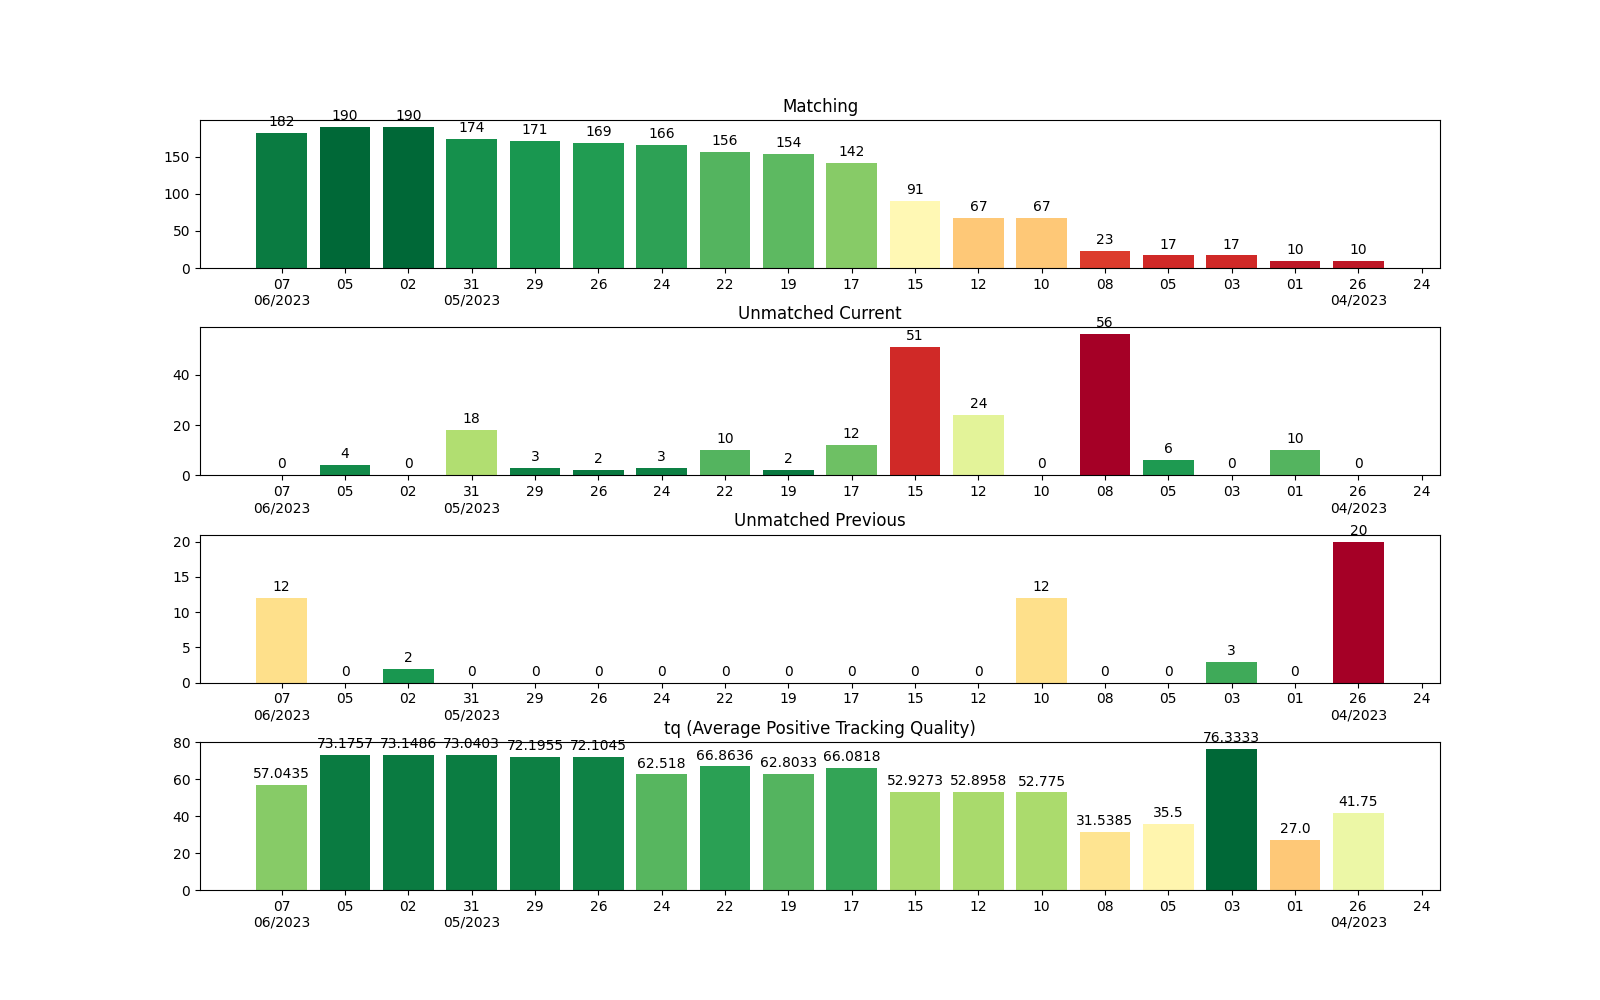 Matching
182 190 190 174 171 169 166 156 154 142 91 67 67 23 17 17 10 10
150
100
50
0
07 05 02 31 29 26 24 22 19 17 15 12 10 08 05 03 01 26 24
06/2023 05/2023 04/2023
Unmatched Current
0 4 0 18 3 2 3 10 2 12 51 24 0 56 6 0 10 0
40
20
0
07 05 02 31 29 26 24 22 19 17 15 12 10 08 05 03 01 26 24
06/2023 05/2023 04/2023
Unmatched Previous
12 0 2 0 0 0 0 0 0 0 0 0 12 0 0 3 0 20
20
15
10
5
0
07 05 02 31 29 26 24 22 19 17 15 12 10 08 05 03 01 26 24
06/2023 05/2023 04/2023
tq (Average Positive Tracking Quality)
57.0435 73.1757 73.1486 73.0403 72.1955 72.1045 62.518 66.8636 62.8033 66.0818 52.9273 52.8958 52.775 31.5385 35.5 76.3333 27.0 41.75
80
60
40
20
0
07 05 02 31 29 26 24 22 19 17 15 12 10 08 05 03 01 26 24
06/2023 05/2023 04/2023